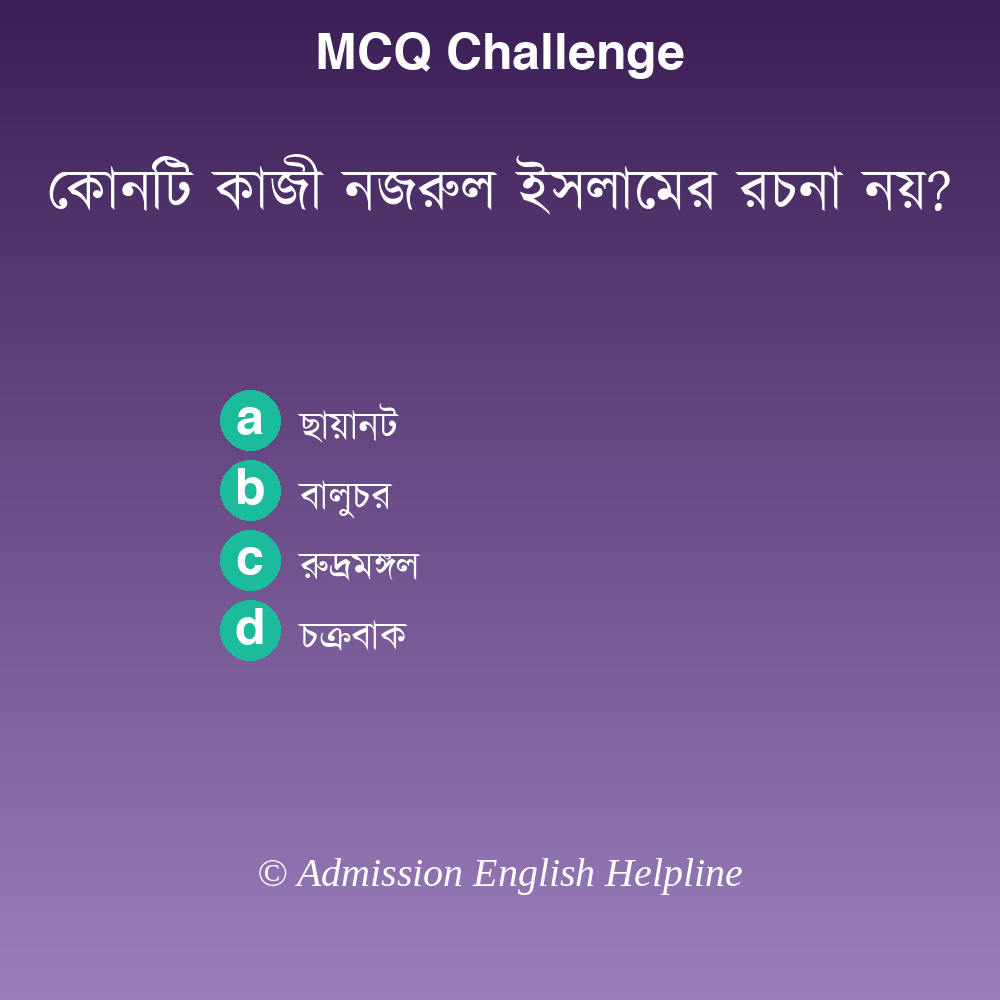 MCQ Challenge
কোনটি কাজী নজরুল ইসলামের রচনা নয়?
a ছায়ানট
b বালুচর
c রুদ্রমঙ্গল
d চক্রবাক
© Admission English Helpline